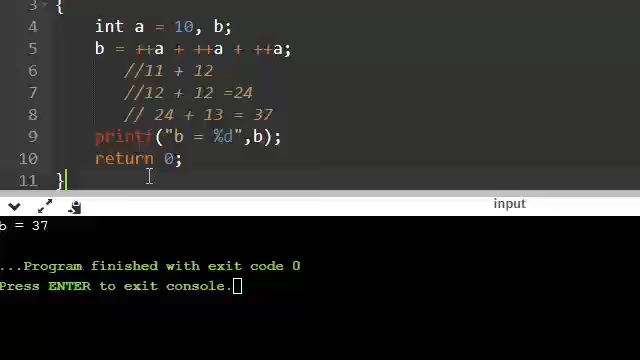 3 {
4 int a = 10, b;
5 b = ++a + ++a + ++a;
6 //11 + 12
7 //12 + 12 =24
8 // 24 + 13 = 37
9 printf("b = %d",b);
10 return 0;
11 }
input
b = 37
...Program finished with exit code 0
Press ENTER to exit console.